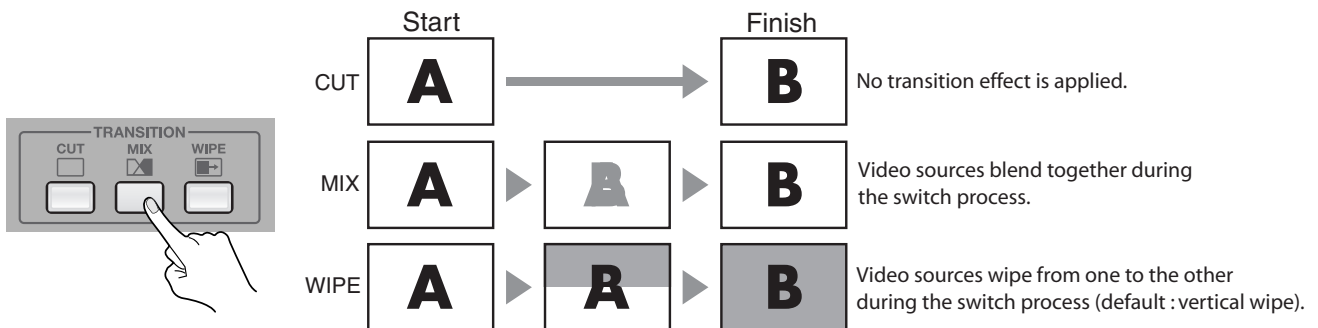 Start
Finish
CUT
A
B
No transition effect is applied.
TRANSITION
CUT MIX WIPE
MIX
A
B
Video sources blend together during
the switch process.
WIPE
A
B
Video sources wipe from one to the other
during the switch process (default : vertical wipe).